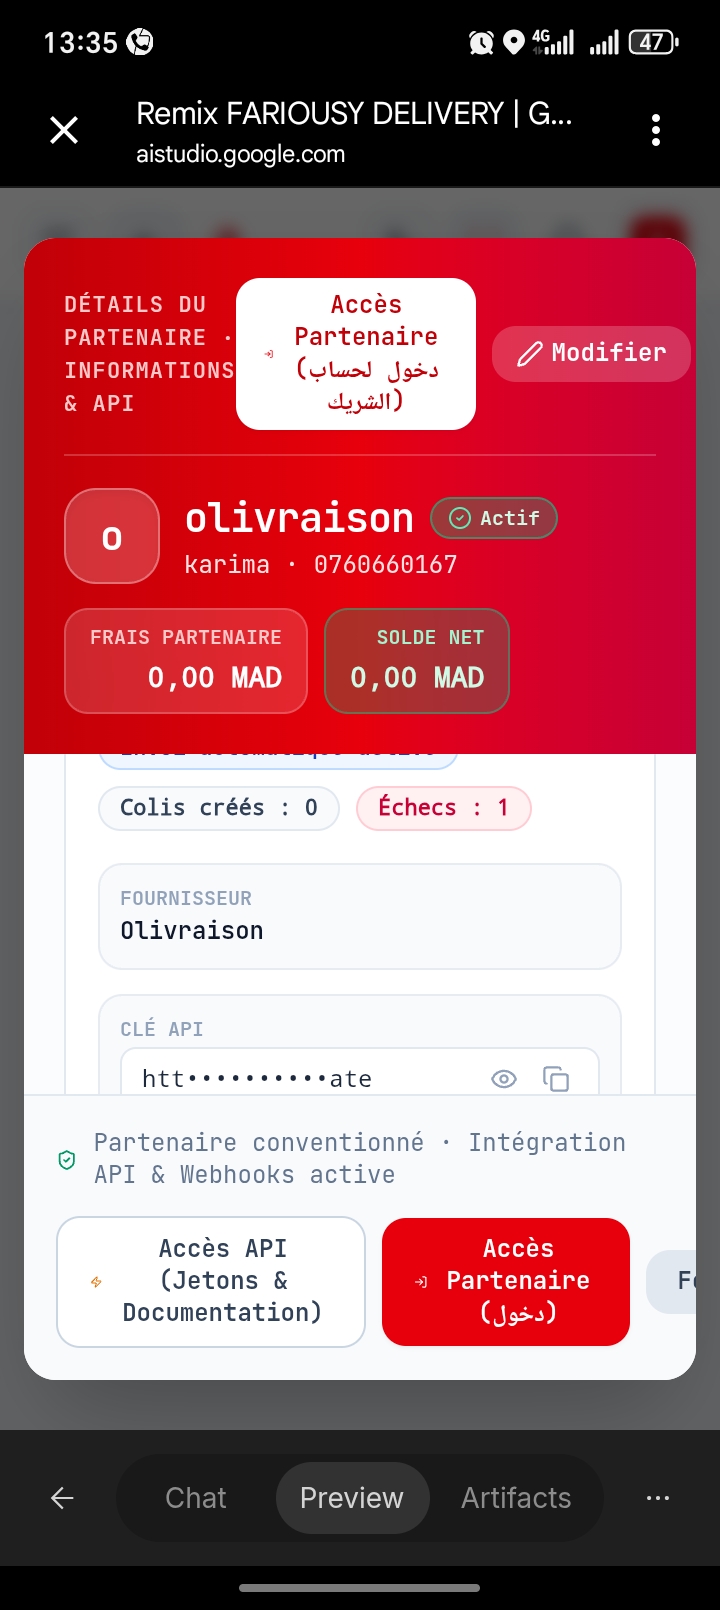 13:35
4G
47
Remix FARIOUSY DELIVERY | G...
aistudio.google.com
DÉTAILS DU
PARTENAIRE ·
INFORMATIONS
& API
Accès
Partenaire
(دخول لحساب
الشريك)
Modifier
o
olivraison
Actif
karima · 0760660167
FRAIS PARTENAIRE
0,00 MAD
SOLDE NET
0,00 MAD
Colis créés : 0
Échecs : 1
FOURNISSEUR
Olivraison
CLÉ API
htt••••••••••ate
Partenaire conventionné · Intégration
API & Webhooks active
Accès API
(Jetons &
Documentation)
Accès
Partenaire
(دخول)
Chat
Preview
Artifacts